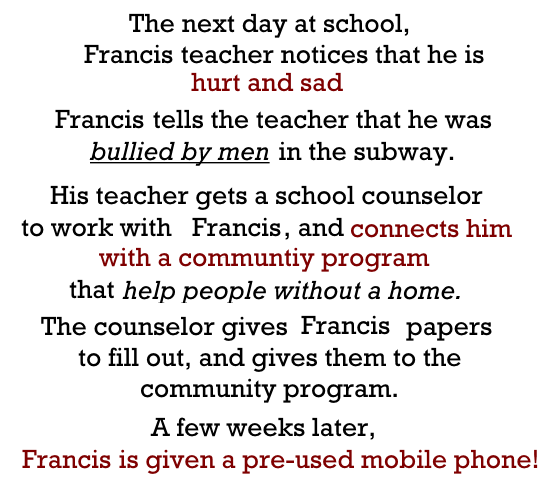 The next day at school,
Francis teacher notices that he is
hurt and sad
Francis tells the teacher that he was
bullied by men in the subway.
His teacher gets a school counselor
to work with Francis, and connects him
with a communtiy program
that help people without a home.
The counselor gives Francis papers
to fill out, and gives them to the
community program.
A few weeks later,
Francis is given a pre-used mobile phone!